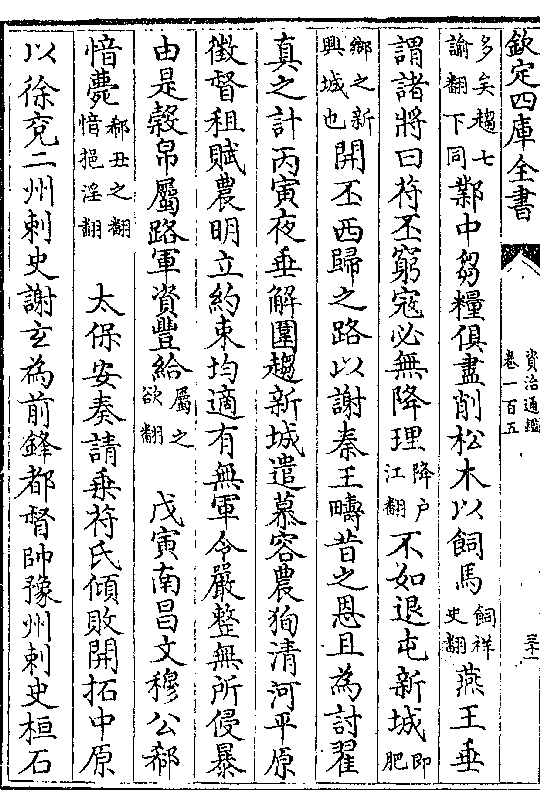 欽定四庫全書
資治通鑑
卷一百五
三十一
多矣趨七諭翻下同鄴中芻糧俱盡削松木以飼馬飼祥史翻燕王垂
謂諸將曰苻丕窮寇必無降理降户江翻不如退屯新城即肥
鄉之新興城也開丕西歸之路以謝秦王疇昔之恩且為討翟
真之計丙寅夜垂解圍趨新城遣慕容農狥清河平原
徵督租賦農明立約束均適有無軍令嚴整無所侵暴
由是穀帛屬路軍資豐給屬之欲翻 戊寅南昌文穆公郗
愔薨郗丑之翻愔挹淫翻 太保安奏請乗苻氏傾敗開拓中原
以徐兖二州刺史謝玄為前鋒都督帥豫州刺史桓石